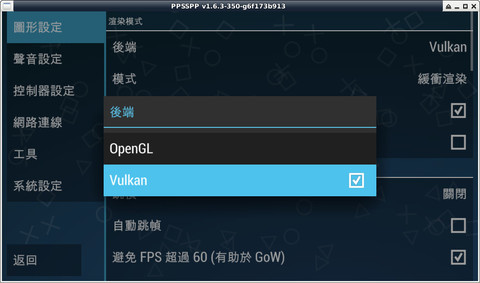 PPSSPP v1.6.3-350-g6f173b913
圖形設定
聲音設定
控制器設定
網路連線
工具
系統設定
返回
渲染模式
後端
Vulkan
模式
緩衝渲染
後端
OpenGL
Vulkan
關閉
自動跳幀
避免 FPS 超過 60 (有助於 GoW)